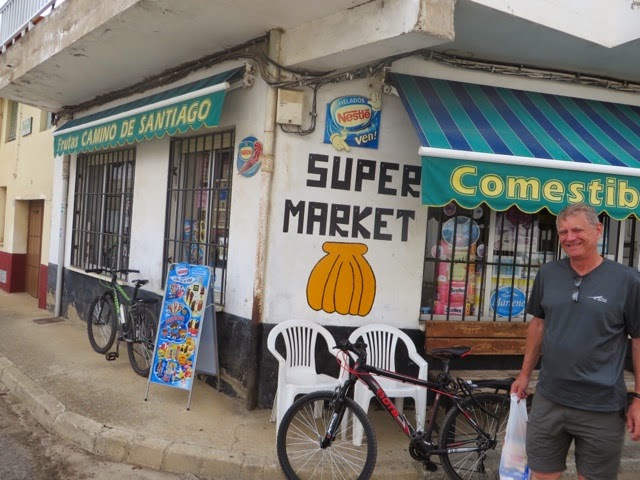 Frutas CAMINO DE SANTIAGO
HELADOS
Nestlé
ven!
SUPER
MARKET
Comestib